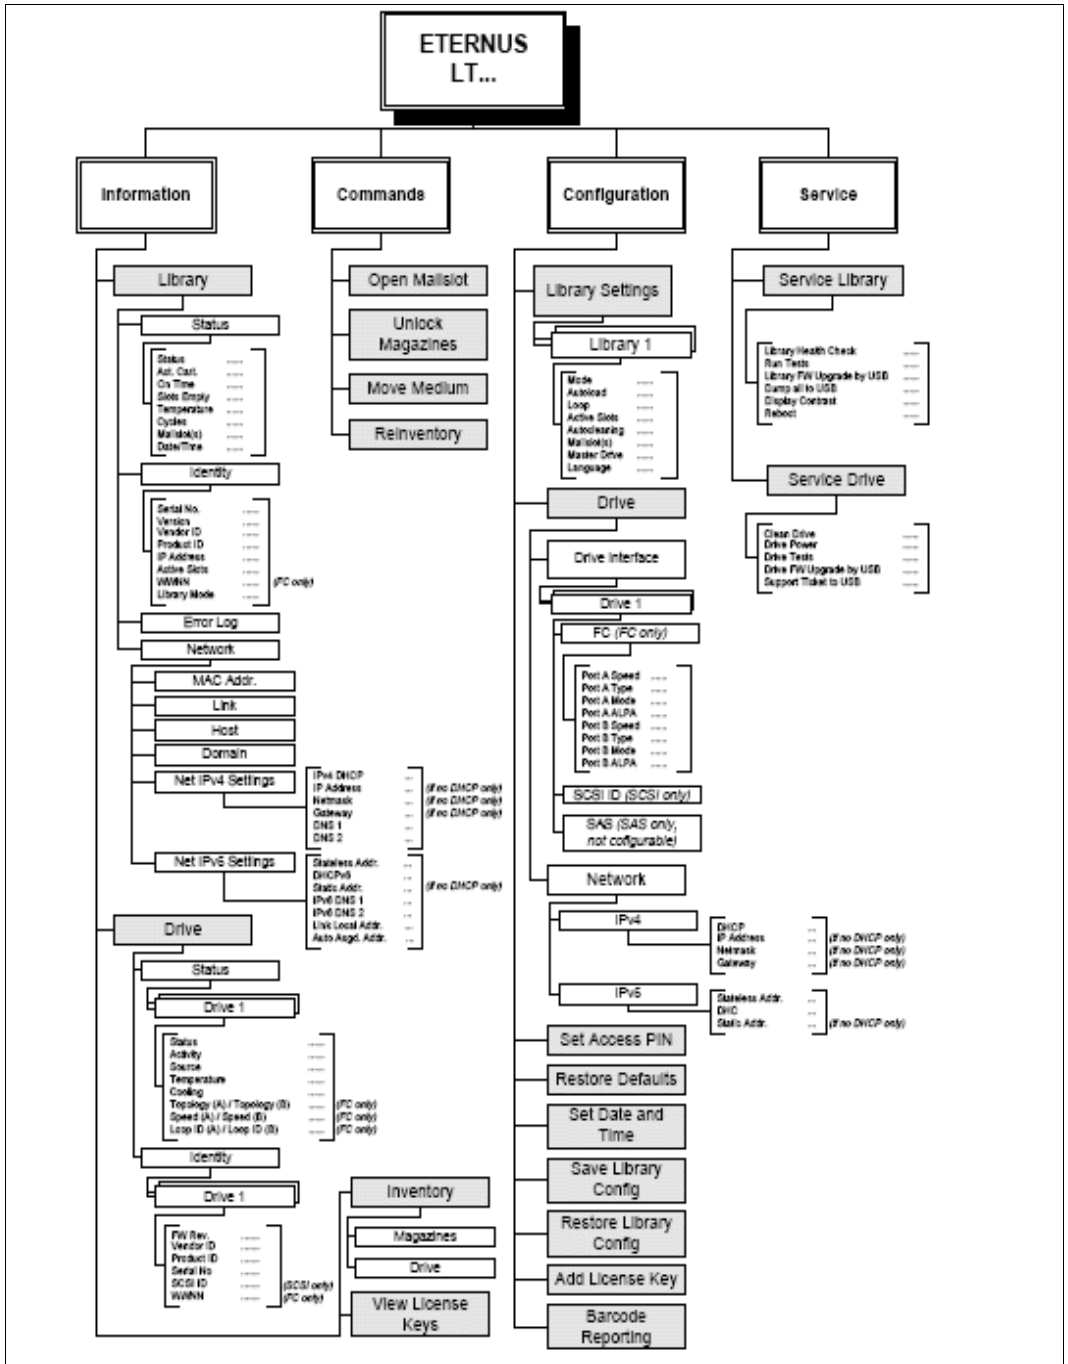 ETERNUS
LT...
Information
Commands
Configuration
Service
Library
Status
Status ......
Act. Cart. ......
On Time ......
Slots Empty ......
Temperature ......
Cycles ......
Mailslot(s) ......
Date/Time ......
Identity
Serial No. ......
Version ......
Vendor ID ......
Product ID ......
IP Address ......
Active Slots ......
WWNN ...... (FC only)
Library Mode ......
Error Log
Network
MAC Addr.
Link
Host
Domain
Net IPv4 Settings
IPv4 DHCP ...
IP Address ... (if no DHCP only)
Netmask ... (if no DHCP only)
Gateway ... (if no DHCP only)
DNS 1 ...
DNS 2 ...
Net IPv6 Settings
Stateless Addr. ...
DHCPv6 ...
Static Addr. ... (if no DHCP only)
IPv6 DNS 1 ...
IPv6 DNS 2 ...
Link Local Addr. ...
Auto Asgd. Addr. ...
Drive
Status
Drive 1
Status ......
Activity ......
Source ......
Temperature ......
Cooling ......
Topology (A) / Topology (B) ...... (FC only)
Speed (A) / Speed (B) ...... (FC only)
Loop ID (A) / Loop ID (B) ...... (FC only)
Identity
Drive 1
FW Rev. ......
Vendor ID ......
Product ID ......
Serial No ......
SCSI ID ...... (SCSI only)
WWNN ...... (FC only)
Inventory
Magazines
Drive
View License
Keys
Open Mailslot
Unlock
Magazines
Move Medium
Reinventory
Library Settings
Library 1
Mode ......
Autoload ......
Loop ......
Active Slots ......
Autocleaning ......
Mailslot(s) ......
Master Drive ......
Language ......
Drive
Drive Interface
Drive 1
FC (FC only)
Port A Speed ......
Port A Type ......
Port A Mode ......
Port A ALPA ......
Port B Speed ......
Port B Type ......
Port B Mode ......
Port B ALPA ......
SCSI ID (SCSI only)
SAS (SAS only,
not cofigurable)
Network
IPv4
DHCP ...
IP Address ... (if no DHCP only)
Netmask ... (if no DHCP only)
Gateway ... (if no DHCP only)
IPv6
Stateless Addr. ...
DHC ...
Static Addr. ... (if no DHCP only)
Set Access PIN
Restore Defaults
Set Date and
Time
Save Library
Config
Restore Library
Config
Add License Key
Barcode
Reporting
Service Library
Library Health Check ......
Run Tests ......
Library FW Upgrade by USB ......
Dump all to USB ......
Display Contrast ......
Reboot ......
Service Drive
Clean Drive ......
Drive Power ......
Drive Tests ......
Drive FW Upgrade by USB ......
Support Ticket to USB ......